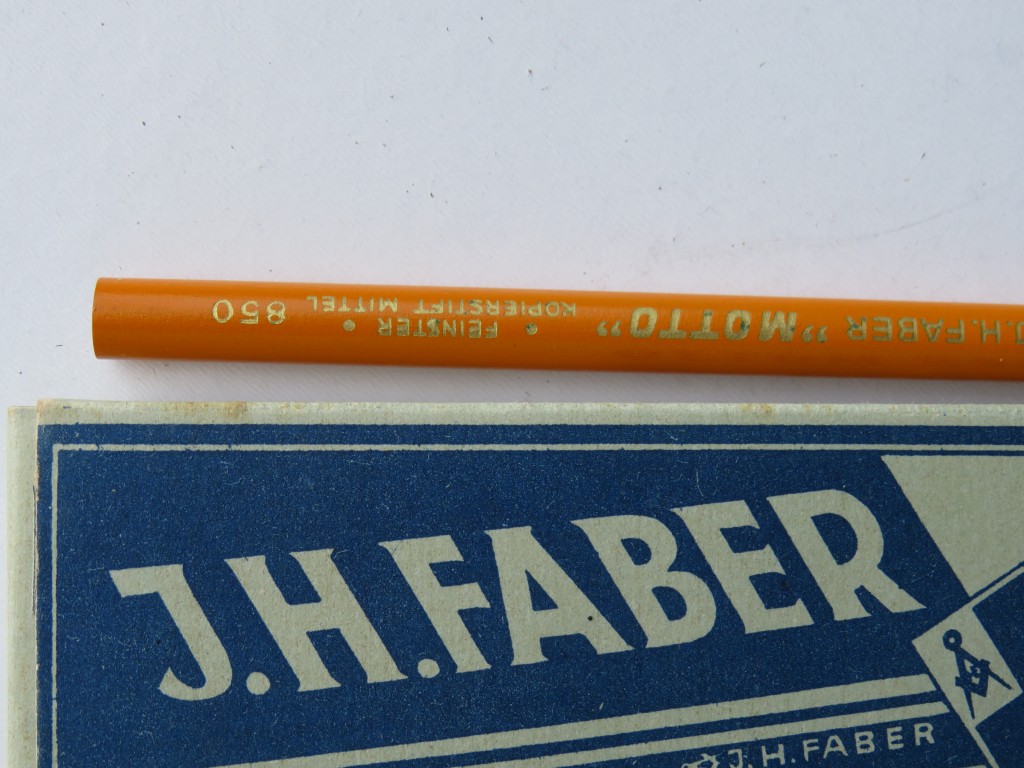 J.H.FABER "MOTTO" KOPIERSTIFT MITTEL
• FEINSTER • 850
J.H.FABER
J.H.FABER